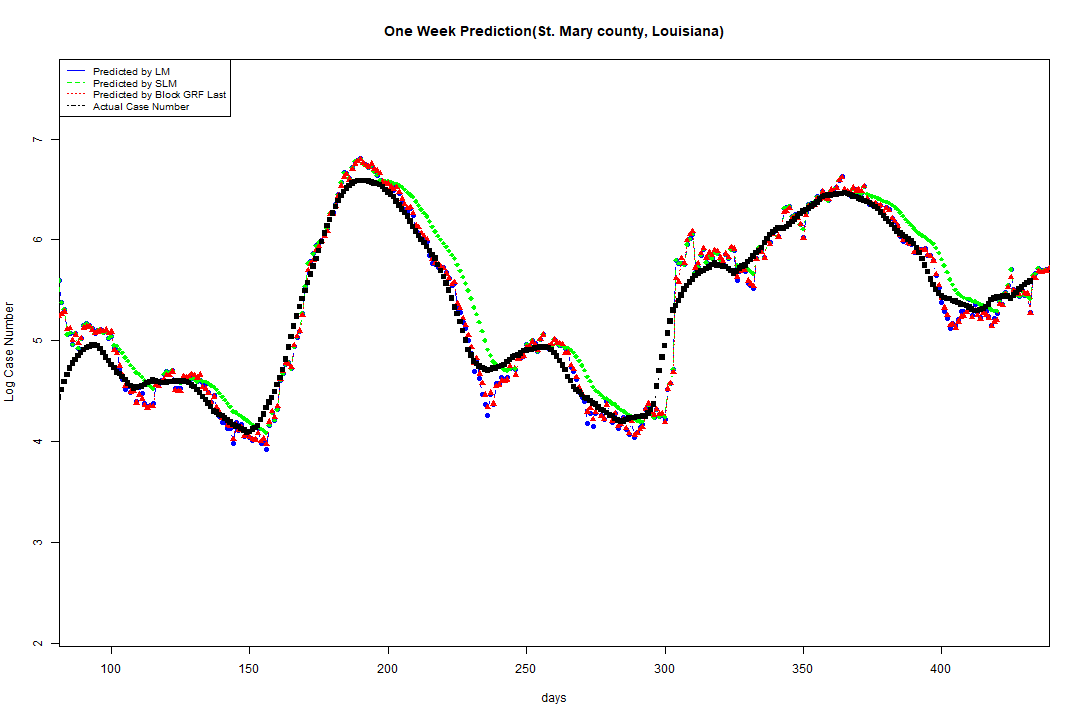 One Week Prediction(St. Mary county, Louisiana)
Predicted by LM
Predicted by SLM
Predicted by Block GRF Last
Actual Case Number
Log Case Number
7
6
5
4
3
2
100 150 200 250 300 350 400
days